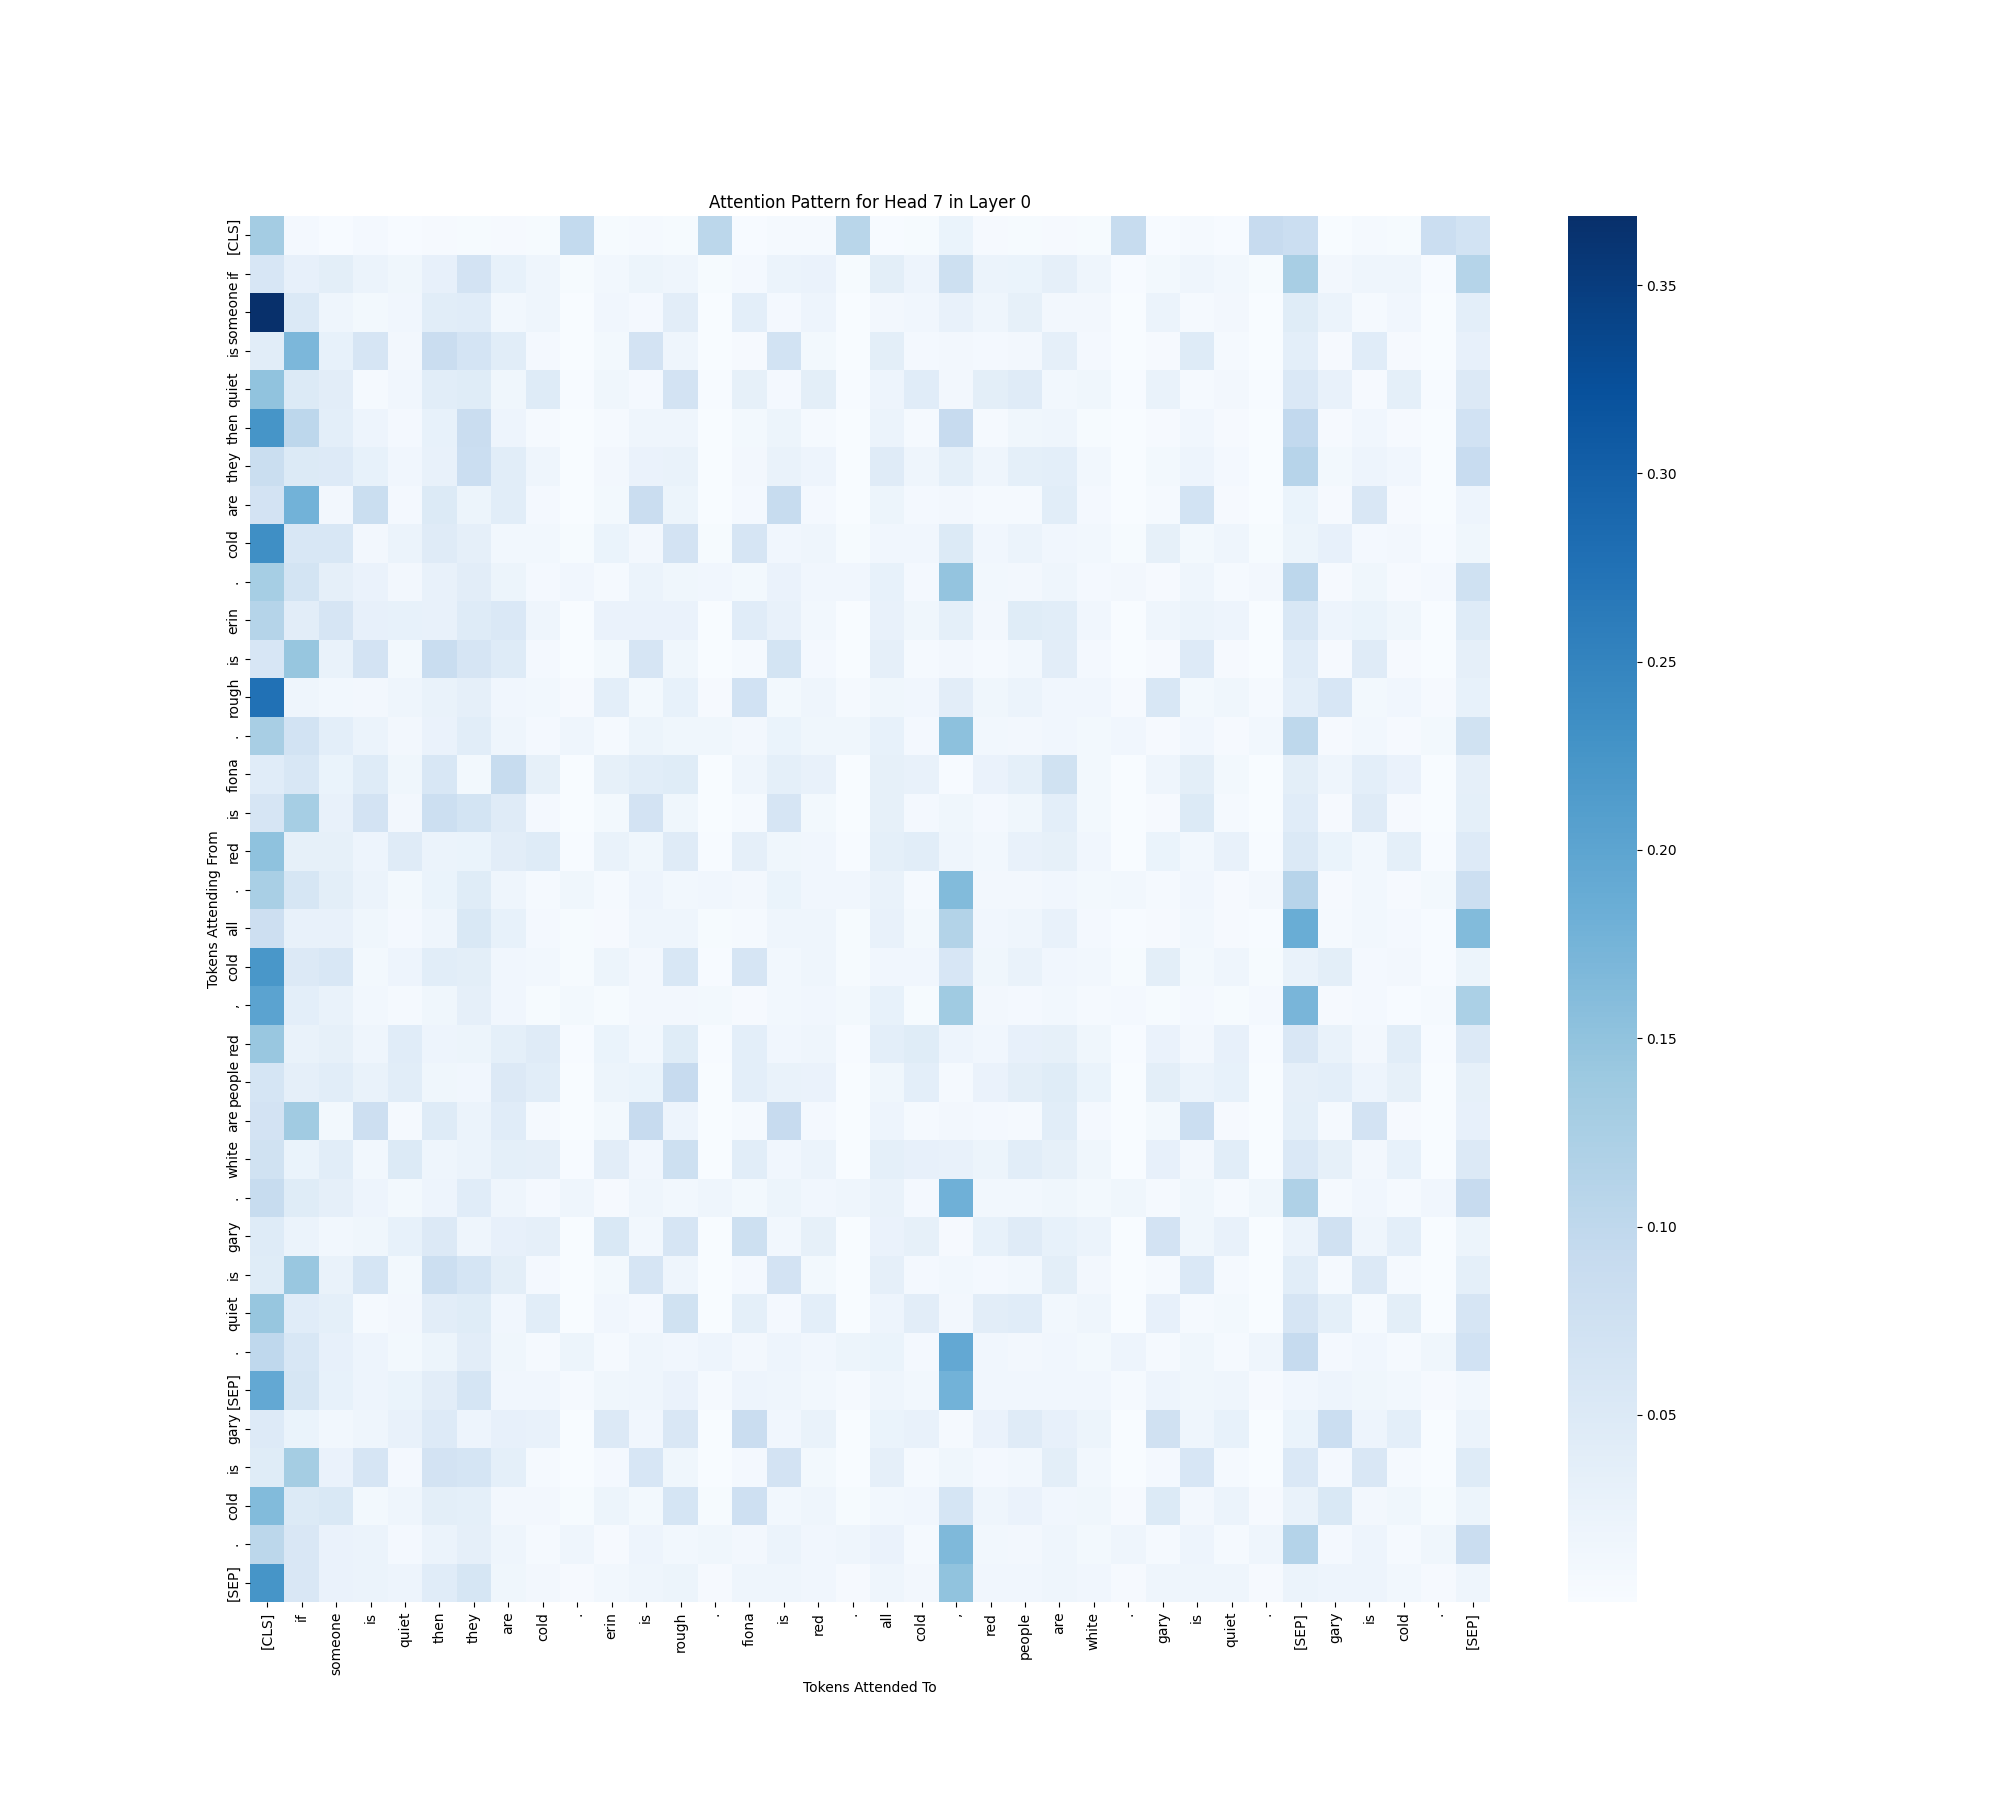 Attention Pattern for Head 7 in Layer 0
Tokens Attending From
[CLS]
if
someone
is
quiet
then
they
are
cold
.
erin
is
rough
.
fiona
is
red
.
all
cold
,
red
people
are
white
.
gary
is
quiet
.
[SEP]
gary
is
cold
.
[SEP]
[CLS] if someone is quiet then they are cold . erin is rough . fiona is red . all cold , red people are white . gary is quiet . [SEP] gary is cold . [SEP]
Tokens Attended To
0.35
0.30
0.25
0.20
0.15
0.10
0.05